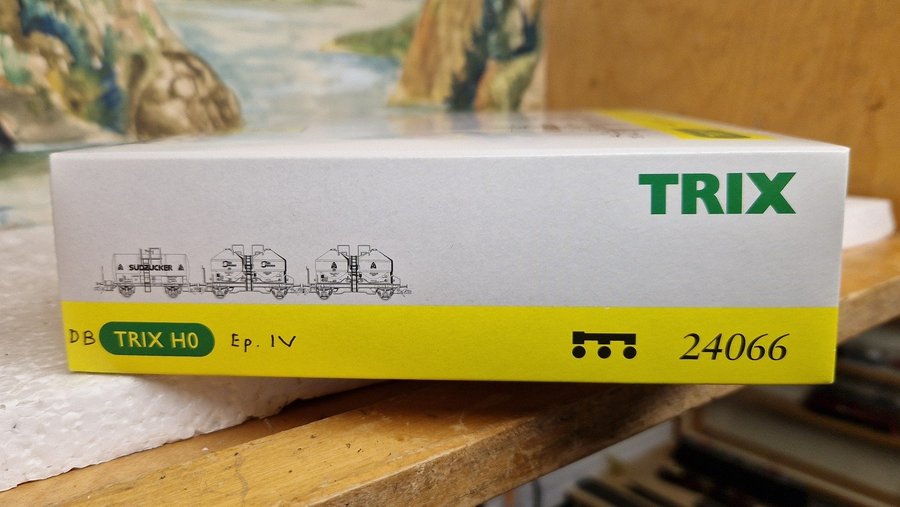 TRIX
SÜDZUCKER
DB TRIX H0 Ep. IV 24066